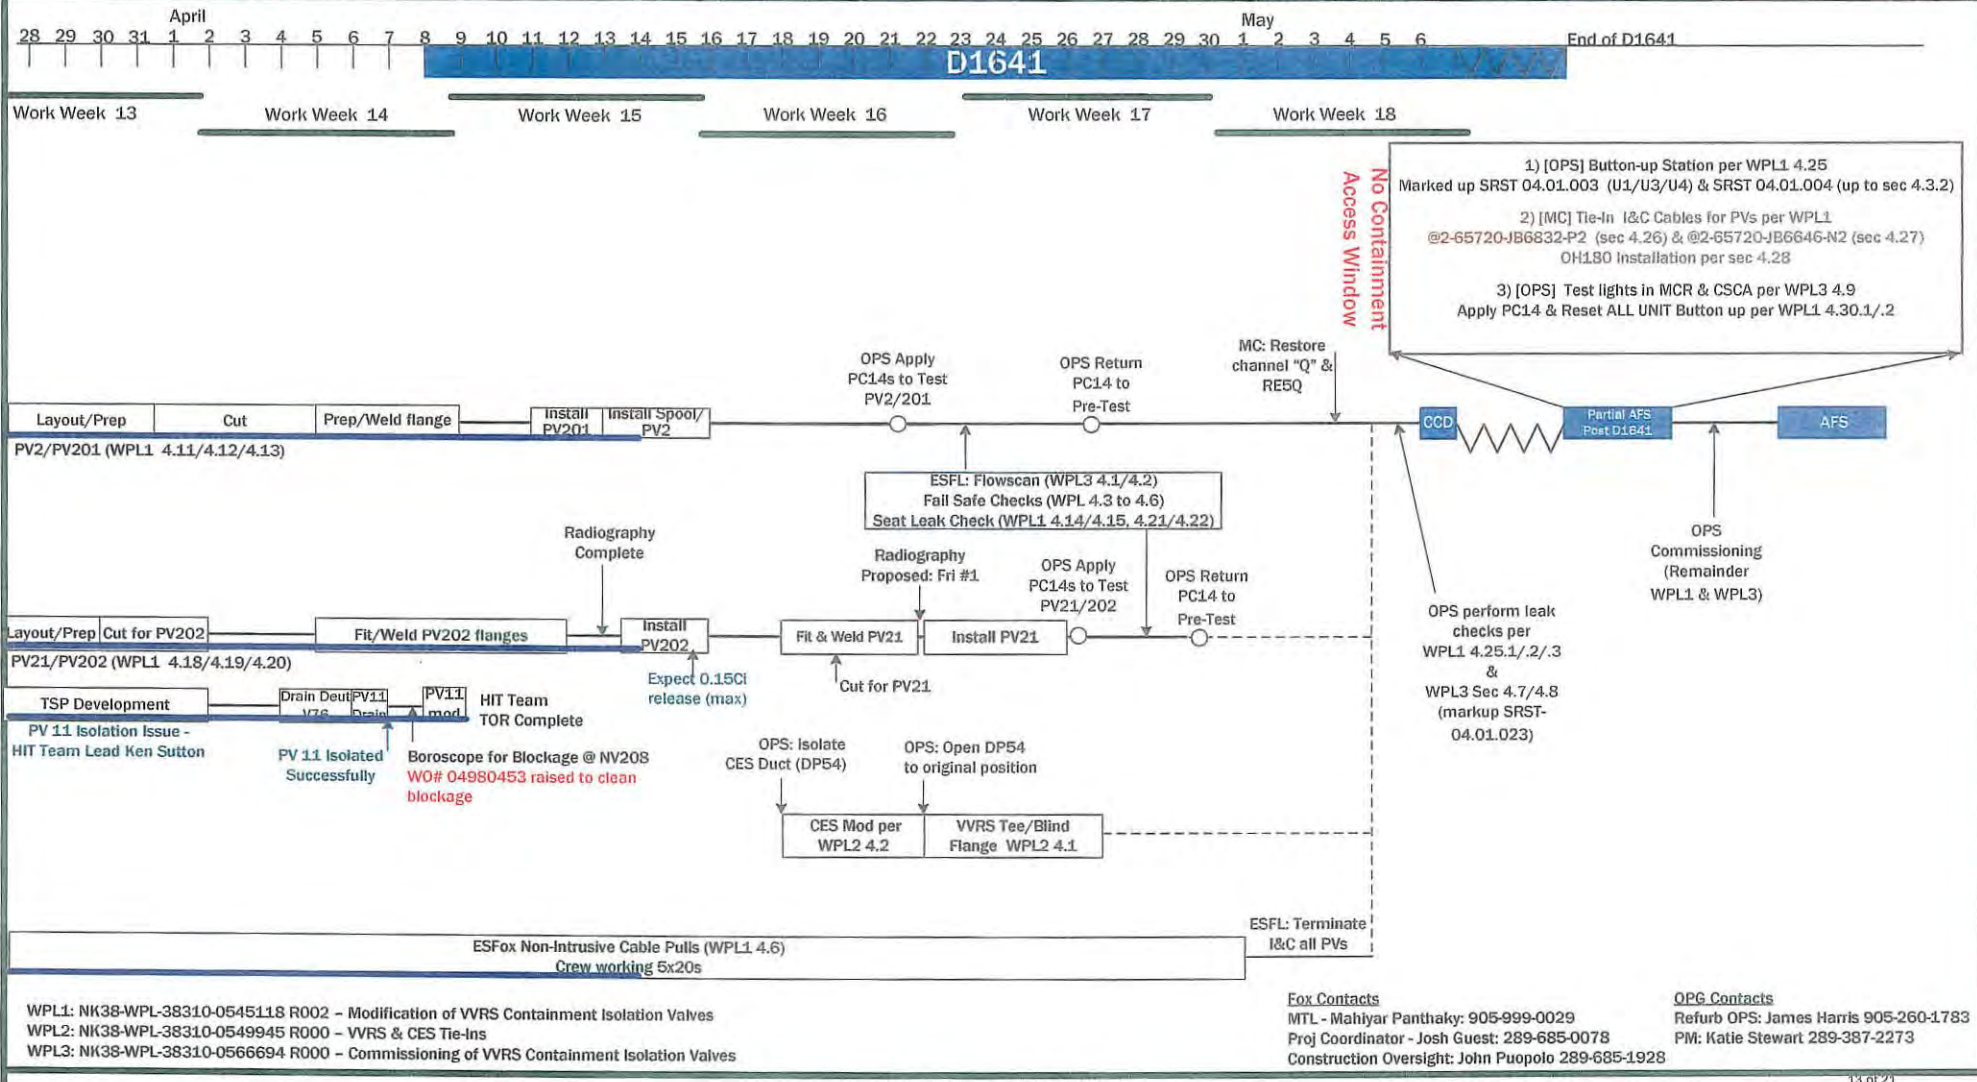 April
May
28 29 30 31 1 2 3 4 5 6 7 8 9 10 11 12 13 14 15 16 17 18 19 20 21 22 23 24 25 26 27 28 29 30 1 2 3 4 5 6 End of D1641
D1641
Work Week 13
Work Week 14
Work Week 15
Work Week 16
Work Week 17
Work Week 18
No Containment
Access Window
1) [OPS] Button-up Station per WPL1 4.25
Marked up SRST 04.01.003 (U1/U3/U4) & SRST 04.01.004 (up to sec 4.3.2)
2) [MC] Tie-In I&C Cables for PVs per WPL1
@2-65720-JB6832-P2 (sec 4.26) & @2-65720-JB6646-N2 (sec 4.27)
OH180 Installation per sec 4.28
3) [OPS] Test lights in MCR & CSCA per WPL3 4.9
Apply PC14 & Reset ALL UNIT Button up per WPL1 4.30.1/.2
OPS Apply
PC14s to Test
PV2/201
OPS Return
PC14 to
Pre-Test
MC: Restore
channel "Q" &
RE5Q
Layout/Prep
Cut
Prep/Weld flange
Install
PV201
Install Spool/
PV2
CCD
Partial AFS
Post D1641
AFS
PV2/PV201 (WPL1 4.11/4.12/4.13)
ESFL: Flowscan (WPL3 4.1/4.2)
Fail Safe Checks (WPL 4.3 to 4.6)
Seat Leak Check (WPL1 4.14/4.15, 4.21/4.22)
Radiography
Complete
Radiography
Proposed: Fri #1
OPS Apply
PC14s to Test
PV21/202
OPS Return
PC14 to
Pre-Test
OPS
Commissioning
(Remainder
WPL1 & WPL3)
Layout/Prep
Cut for PV202
Fit/Weld PV202 flanges
Install
PV202
Fit & Weld PV21
Install PV21
PV21/PV202 (WPL1 4.18/4.19/4.20)
Expect 0.15Ci
release (max)
Cut for PV21
OPS perform leak
checks per
WPL1 4.25.1/.2/.3
&
WPL3 Sec 4.7/4.8
(markup SRST-
04.01.023)
TSP Development
Drain Deut
V76
PV11
Drain
PV11
mod
HIT Team
TOR Complete
PV 11 Isolation Issue -
HIT Team Lead Ken Sutton
PV 11 Isolated
Successfully
Boroscope for Blockage @ NV208
WO# 04980453 raised to clean
blockage
OPS: Isolate
CES Duct (DP54)
OPS: Open DP54
to original position
CES Mod per
WPL2 4.2
VVRS Tee/Blind
Flange WPL2 4.1
ESFox Non-Intrusive Cable Pulls (WPL1 4.6)
Crew working 5x20s
ESFL: Terminate
I&C all PVs
WPL1: NK38-WPL-38310-0545118 R002 – Modification of VVRS Containment Isolation Valves
WPL2: NK38-WPL-38310-0549945 R000 – VVRS & CES Tie-Ins
WPL3: NK38-WPL-38310-0566694 R000 – Commissioning of VVRS Containment Isolation Valves
Fox Contacts
MTL - Mahiyar Panthaky: 905-999-0029
Proj Coordinator - Josh Guest: 289-685-0078
Construction Oversight: John Puopolo 289-685-1928
OPG Contacts
Refurb OPS: James Harris 905-260-1783
PM: Katie Stewart 289-387-2273
13 of 21